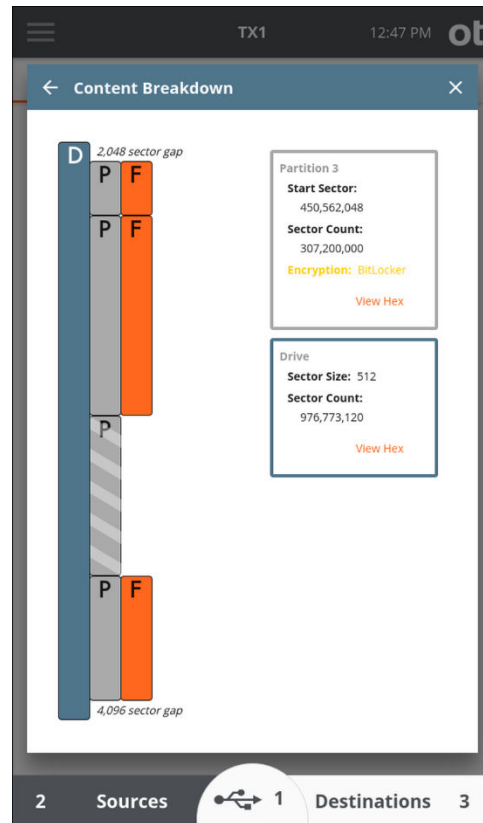 TX1
12:47 PM
ot
Content Breakdown
D
2,048 sector gap
P F
P F
P
P F
4,096 sector gap
Partition 3
Start Sector:
450,562,048
Sector Count:
307,200,000
Encryption: BitLocker
View Hex
Drive
Sector Size: 512
Sector Count:
976,773,120
View Hex
2 Sources 1 Destinations 3